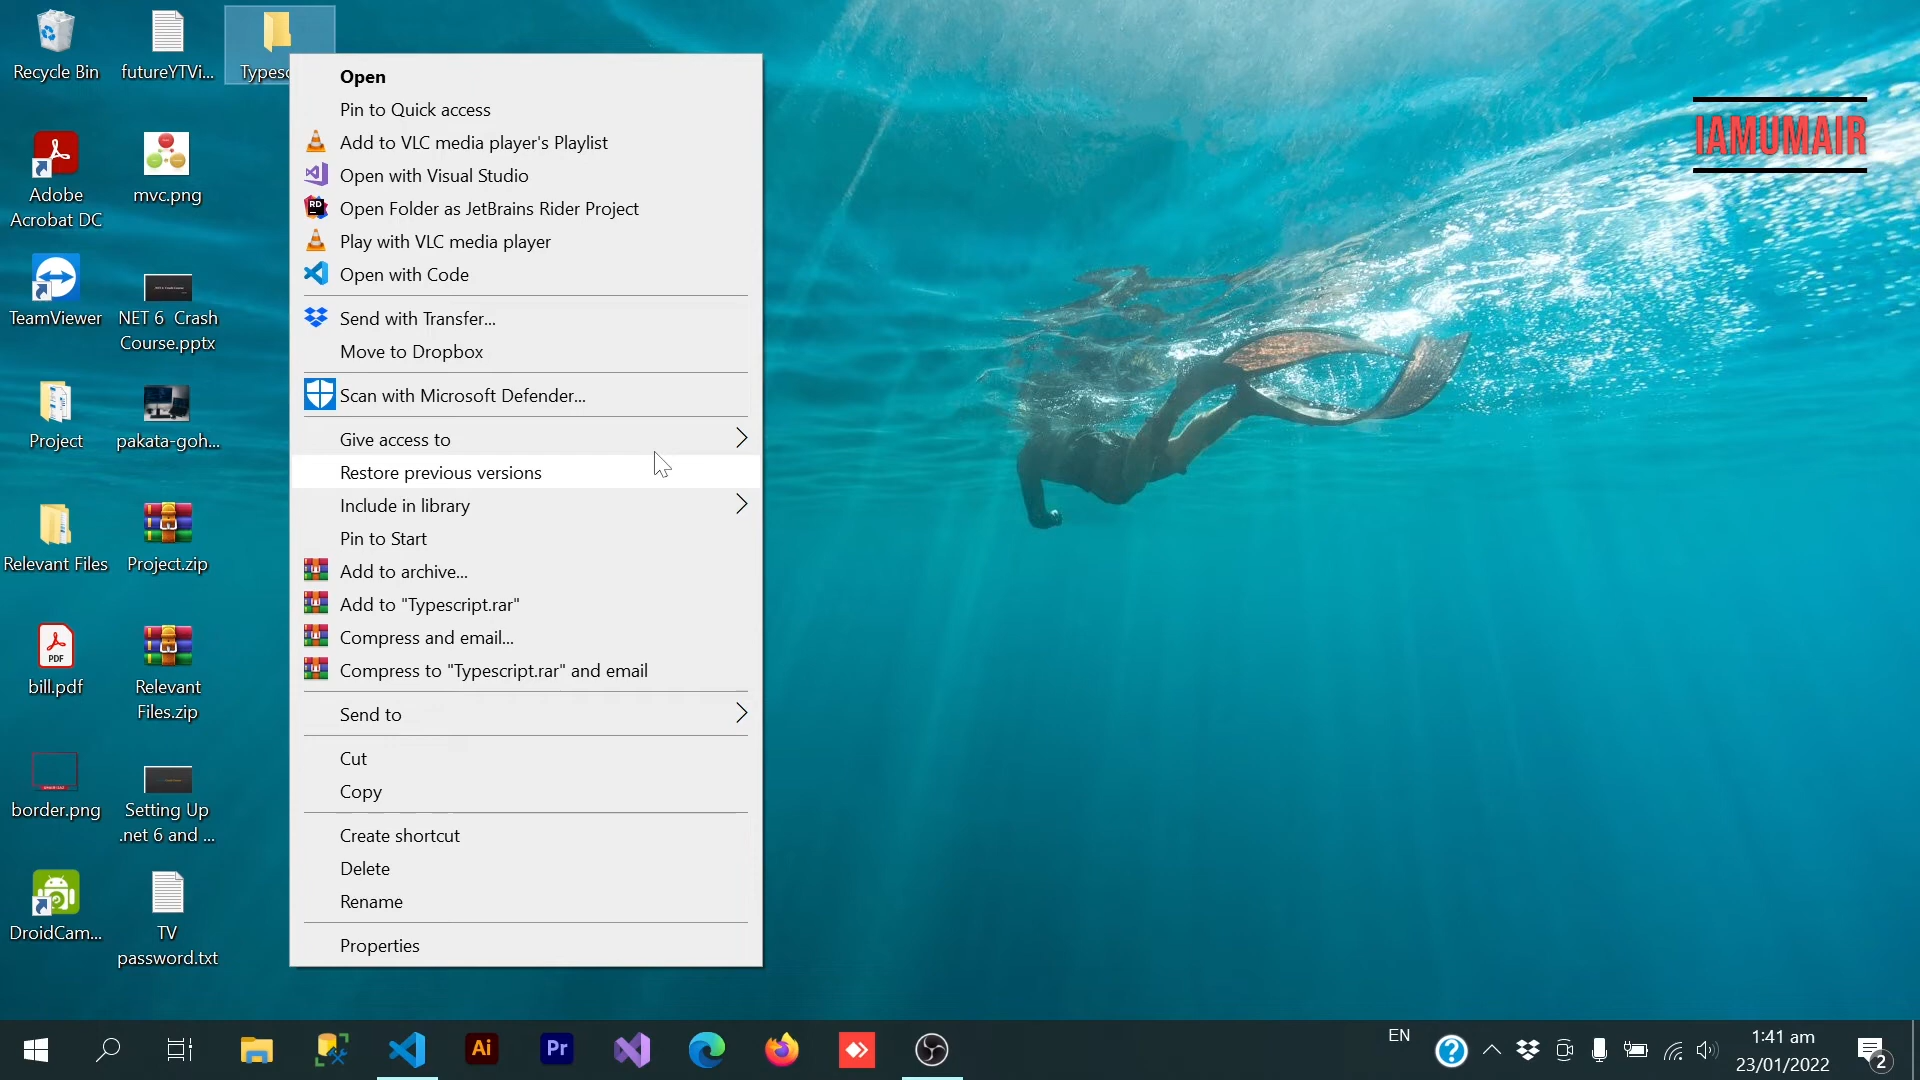 Recycle Bin
futureYTVi...
Typesc
Adobe
Acrobat DC
mvc.png
TeamViewer
NET 6 Crash
Course.pptx
Project
pakata-goh...
Relevant Files
Project.zip
bill.pdf
Relevant
Files.zip
border.png
Setting Up
.net 6 and ...
DroidCam...
TV
password.txt
Open
Pin to Quick access
Add to VLC media player's Playlist
Open with Visual Studio
Open Folder as JetBrains Rider Project
Play with VLC media player
Open with Code
Send with Transfer...
Move to Dropbox
Scan with Microsoft Defender...
Give access to
Restore previous versions
Include in library
Pin to Start
Add to archive...
Add to "Typescript.rar"
Compress and email...
Compress to "Typescript.rar" and email
Send to
Cut
Copy
Create shortcut
Delete
Rename
Properties
IAMUMAIR
RD
PDF
Ai
Pr
EN
1:41 am
23/01/2022
2